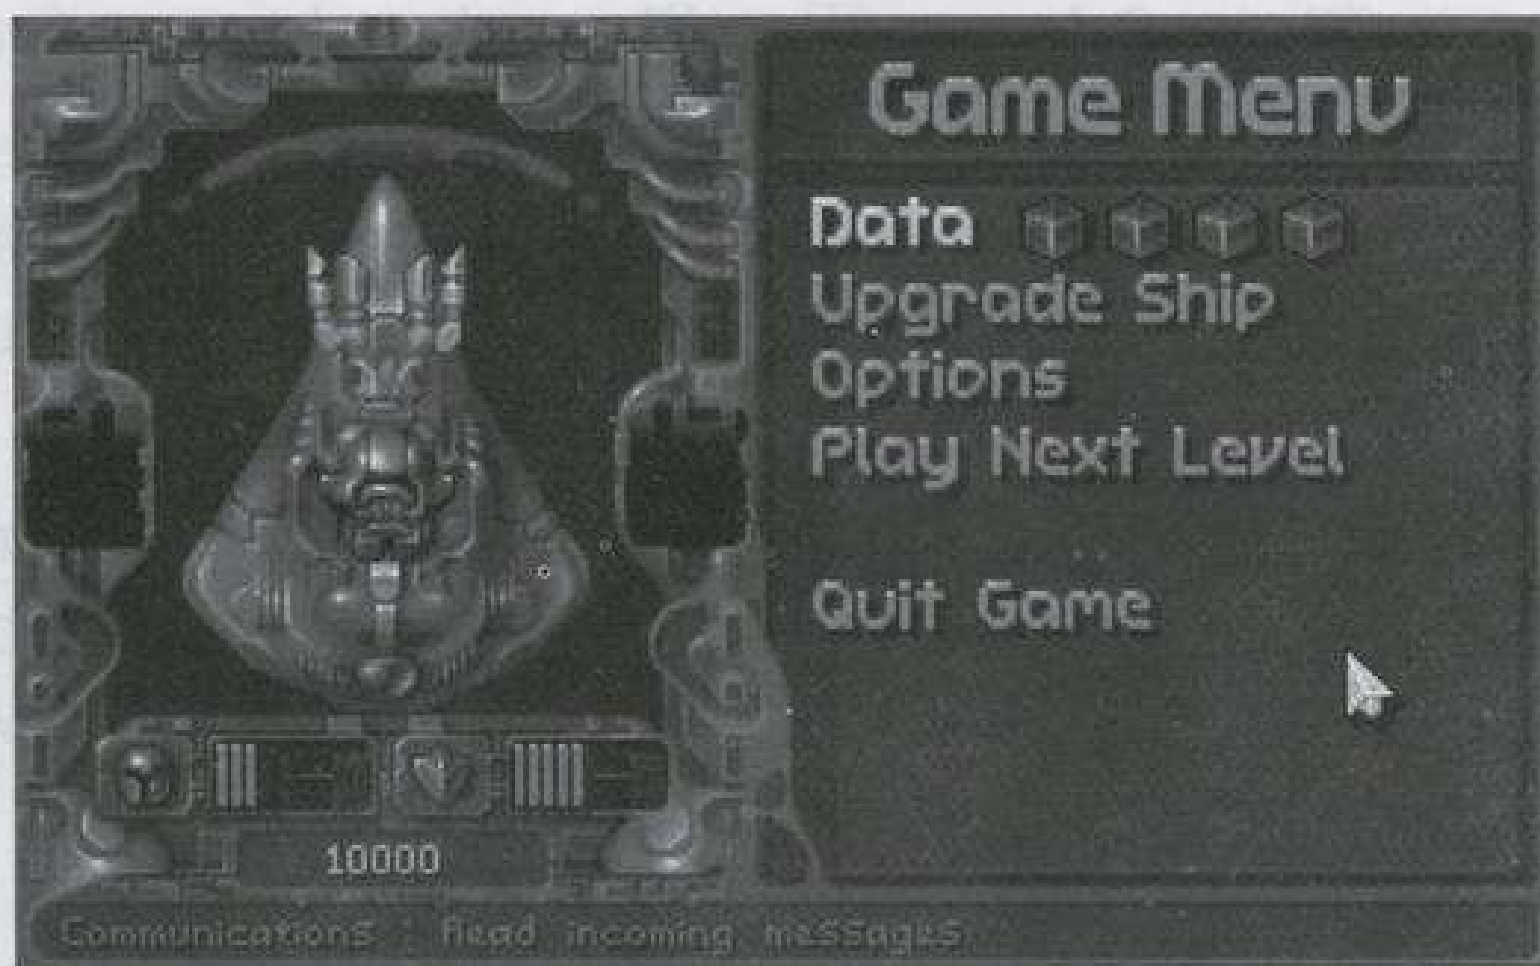 Game Menu
Data
Upgrade Ship
Options
Play Next Level
Quit Game
10000
Communications : Read incoming messages